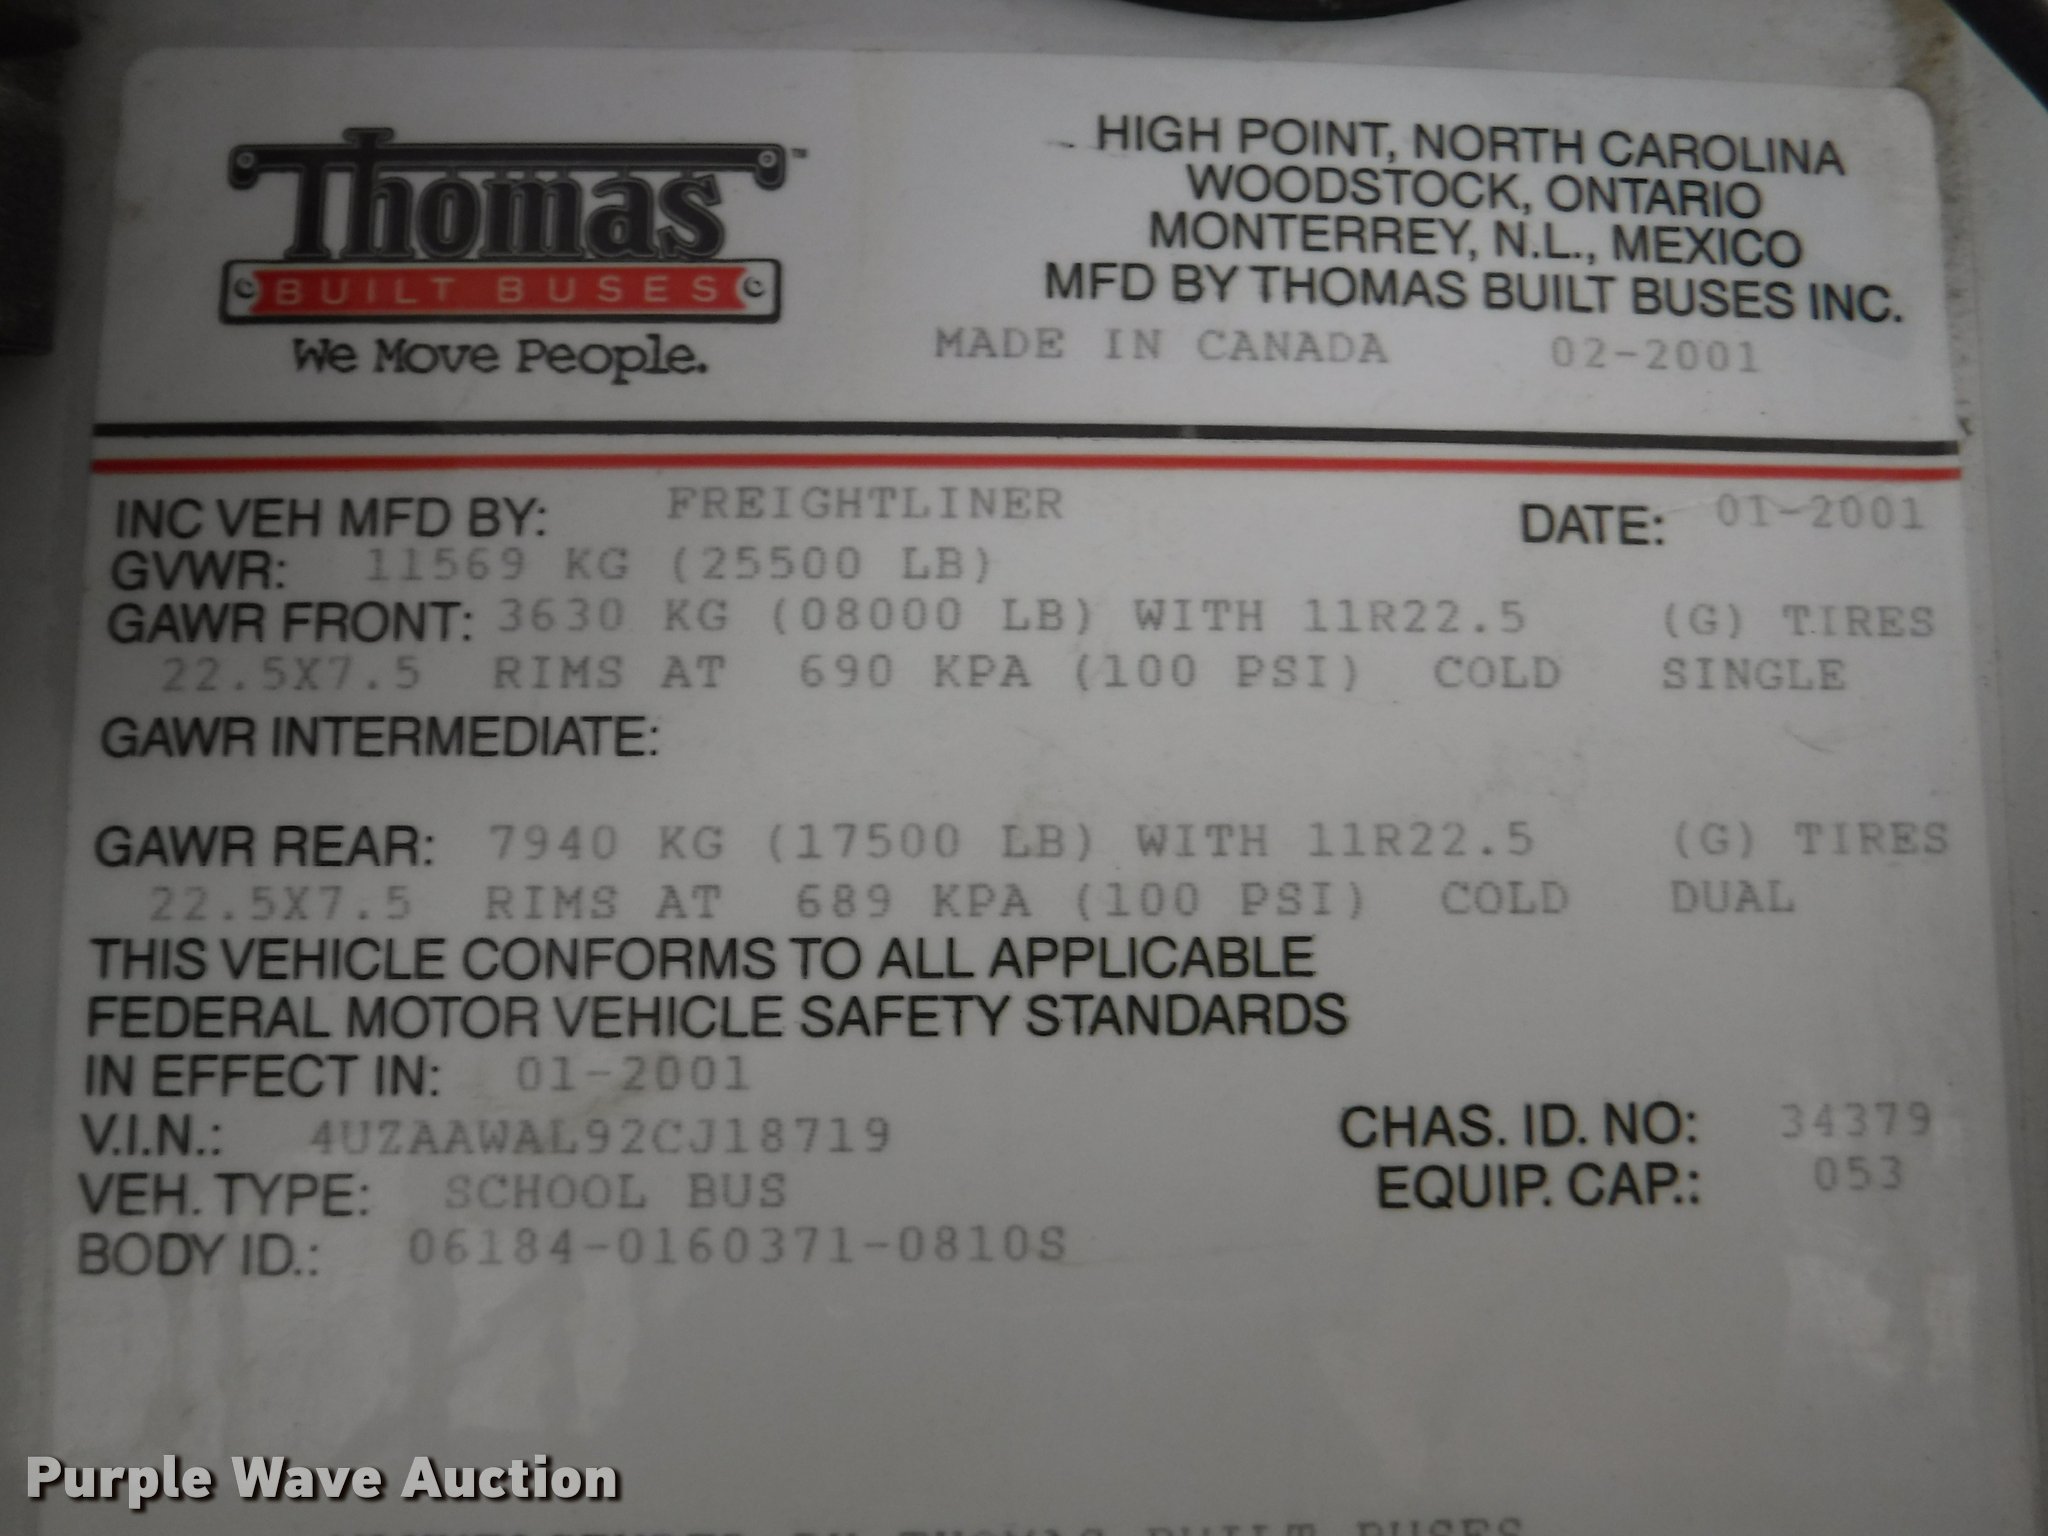 Thomas ™
BUILT BUSES
We Move People.
HIGH POINT, NORTH CAROLINA
WOODSTOCK, ONTARIO
MONTERREY, N.L., MEXICO
MFD BY THOMAS BUILT BUSES INC.
MADE IN CANADA 02-2001
INC VEH MFD BY: FREIGHTLINER DATE: 01-2001
GVWR: 11569 KG (25500 LB)
GAWR FRONT: 3630 KG (08000 LB) WITH 11R22.5 (G) TIRES
22.5X7.5 RIMS AT 690 KPA (100 PSI) COLD SINGLE
GAWR INTERMEDIATE:
GAWR REAR: 7940 KG (17500 LB) WITH 11R22.5 (G) TIRES
22.5X7.5 RIMS AT 689 KPA (100 PSI) COLD DUAL
THIS VEHICLE CONFORMS TO ALL APPLICABLE
FEDERAL MOTOR VEHICLE SAFETY STANDARDS
IN EFFECT IN: 01-2001
V.I.N.: 4UZAAWAL92CJ18719 CHAS. ID. NO: 34379
VEH. TYPE: SCHOOL BUS EQUIP. CAP.: 053
BODY ID.: 06184-0160371-0810S
Purple Wave Auction
THOMAS BUILT BUSES